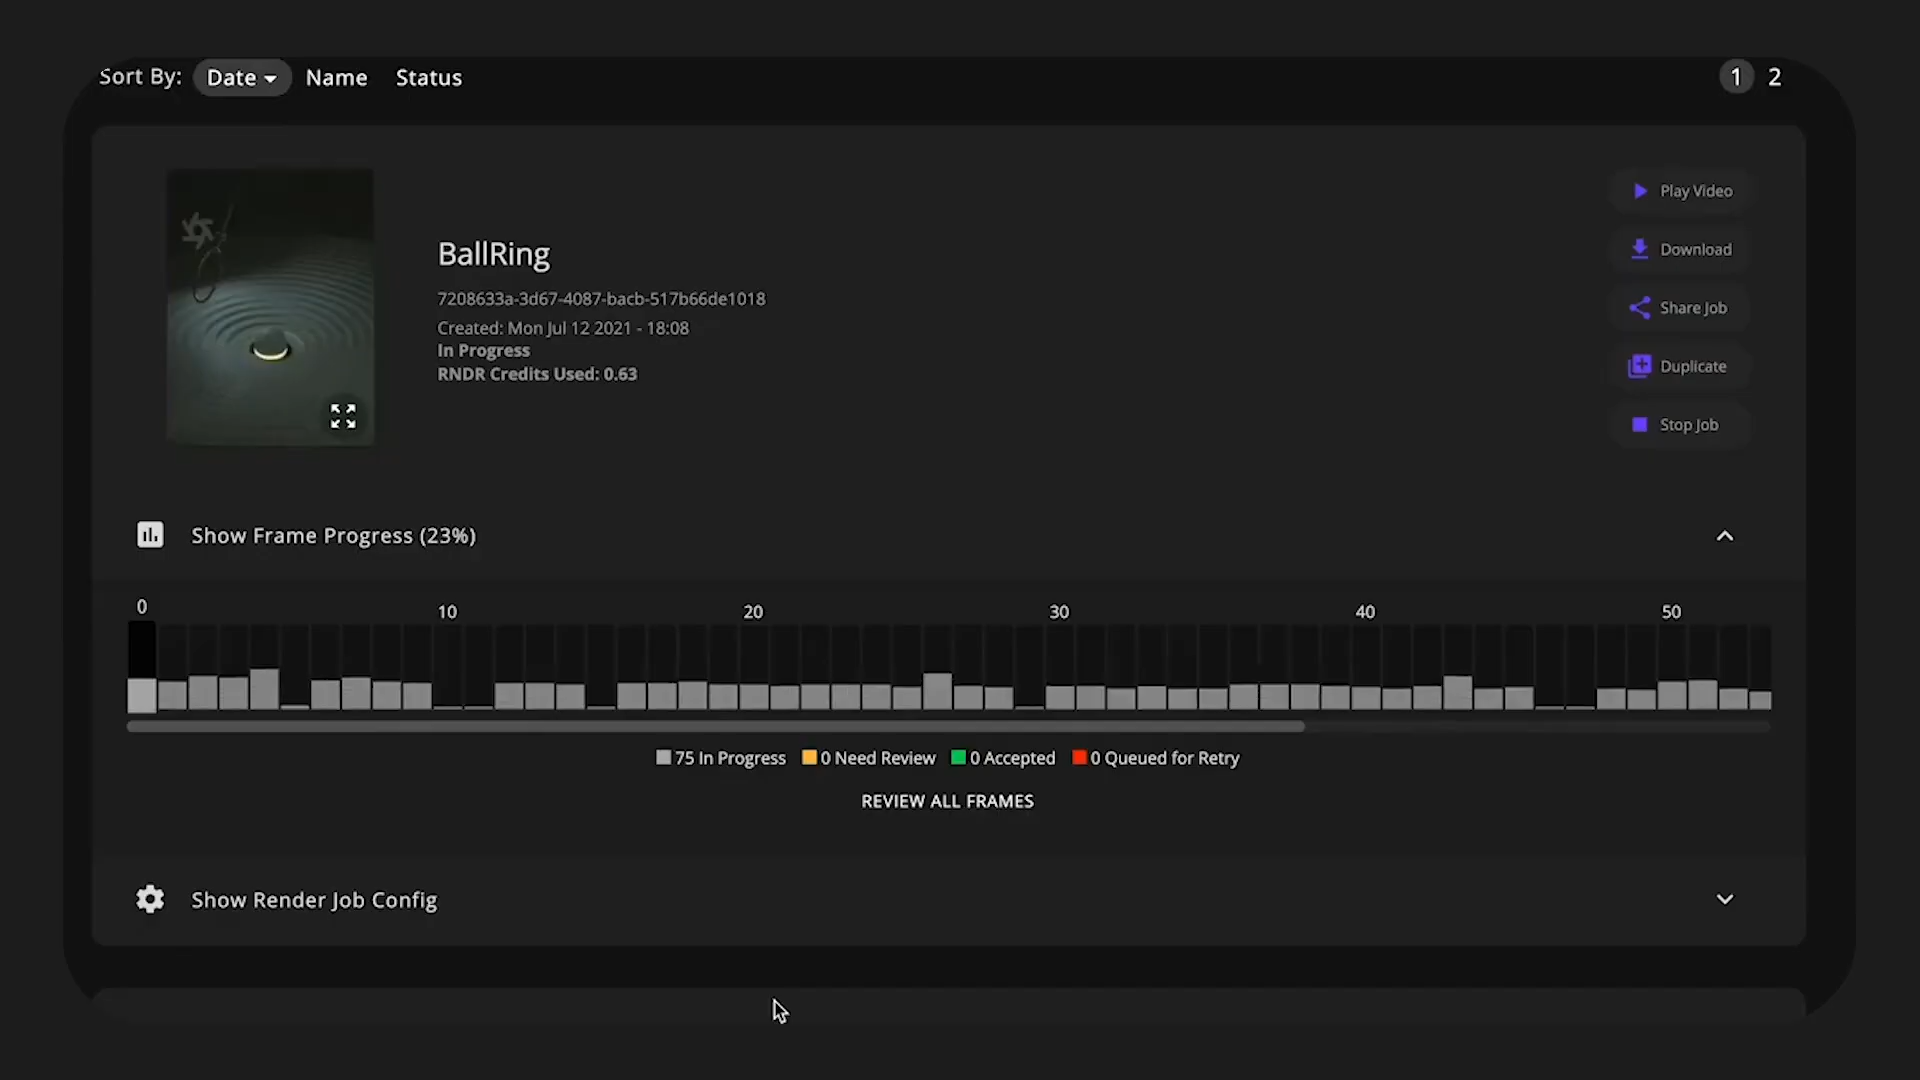 Sort By: Date Name Status 1 2
Play Video
Download
Share Job
Duplicate
Stop Job
BallRing
7208633a-3d67-4087-bacb-517b66de1018
Created: Mon Jul 12 2021 - 18:08
In Progress
RNDR Credits Used: 0.63
Show Frame Progress (23%)
0 10 20 30 40 50
75 In Progress 0 Need Review 0 Accepted 0 Queued for Retry
REVIEW ALL FRAMES
Show Render Job Config